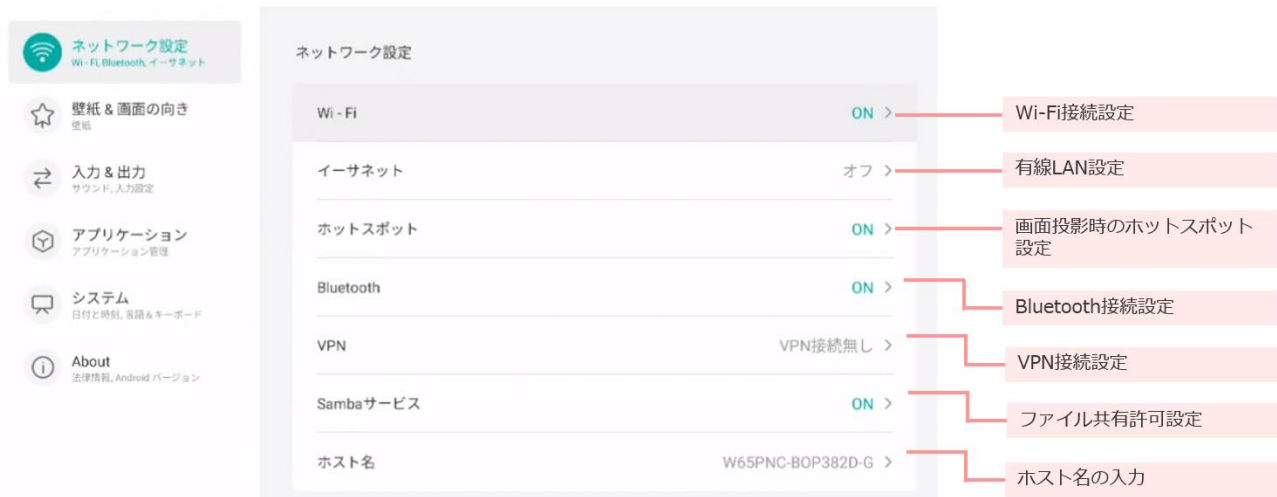 ネットワーク設定
Wi - Fi, Bluetooth, イーサネット
壁紙 & 画面の向き
壁紙
入力 & 出力
サウンド, 入力設定
アプリケーション
アプリケーション管理
システム
日付と時刻, 言語 & キーボード
About
法律情報, Android バージョン
ネットワーク設定
Wi - Fi
ON
Wi-Fi接続設定
イーサネット
オフ
有線LAN設定
ホットスポット
ON
画面投影時のホットスポット
設定
Bluetooth
ON
Bluetooth接続設定
VPN
VPN接続無し
VPN接続設定
Sambaサービス
ON
ファイル共有許可設定
ホスト名
W65PNC-BOP382D-G
ホスト名の入力